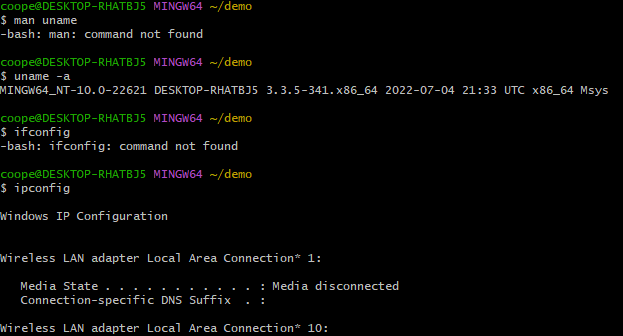 coope@DESKTOP-RHATBJ5 MINGW64 ~/demo
$ man uname
-bash: man: command not found
coope@DESKTOP-RHATBJ5 MINGW64 ~/demo
$ uname -a
MINGW64_NT-10.0-22621 DESKTOP-RHATBJ5 3.3.5-341.x86_64 2022-07-04 21:33 UTC x86_64 Msys
coope@DESKTOP-RHATBJ5 MINGW64 ~/demo
$ ifconfig
-bash: ifconfig: command not found
coope@DESKTOP-RHATBJ5 MINGW64 ~/demo
$ ipconfig
Windows IP Configuration
Wireless LAN adapter Local Area Connection* 1:
Media State . . . . . . . . . . . : Media disconnected
Connection-specific DNS Suffix  . :
Wireless LAN adapter Local Area Connection* 10: